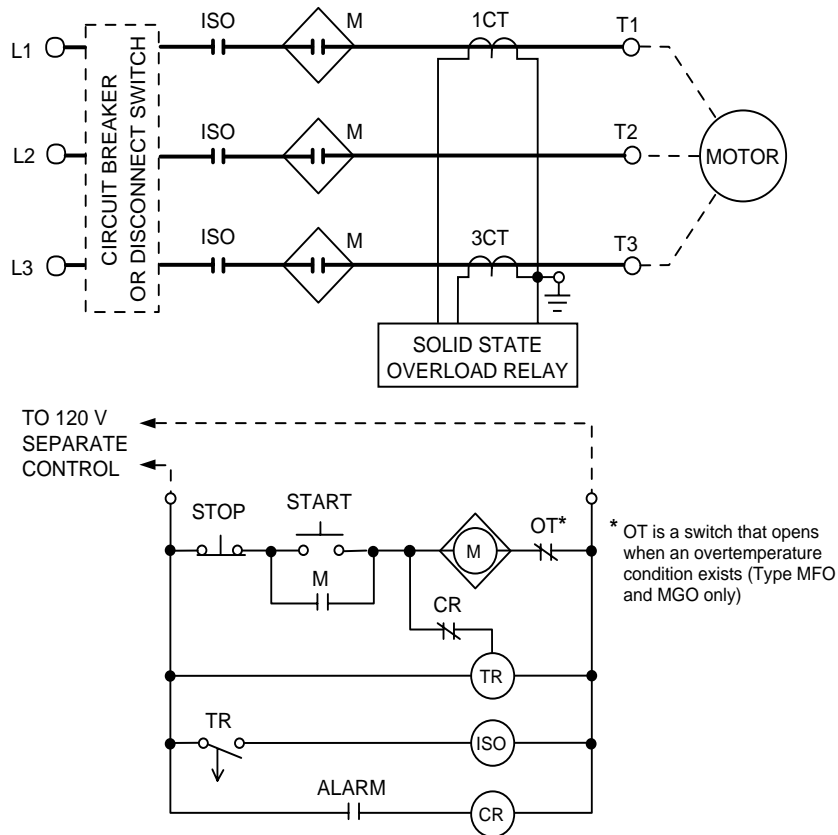 ISO M 1CT T1
L1
CIRCUIT BREAKER
OR DISCONNECT SWITCH
ISO M T2
L2
MOTOR
ISO M 3CT T3
L3
SOLID STATE
OVERLOAD RELAY
TO 120 V
SEPARATE
CONTROL
STOP START OT*
M
M
* OT is a switch that opens
when an overtemperature
condition exists (Type MFO
and MGO only)
CR
TR
TR
ISO
ALARM
CR